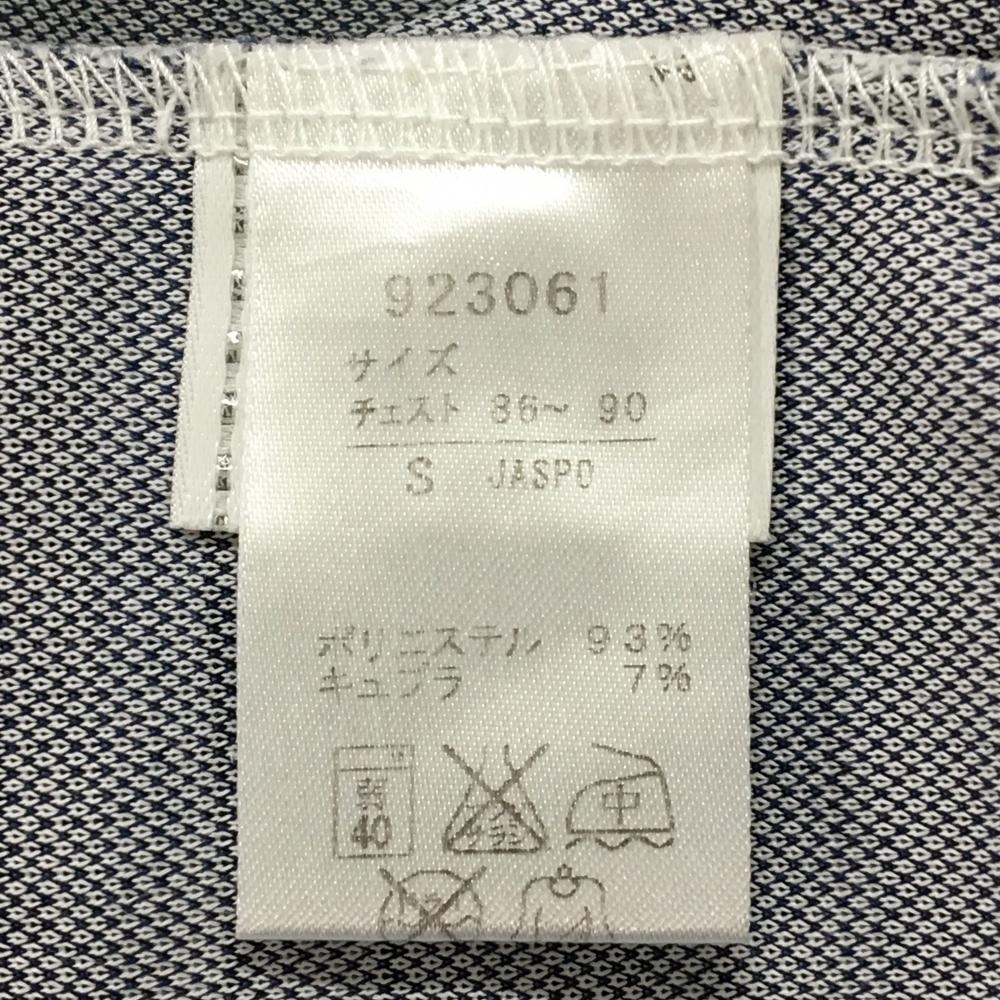 923061
サイズ
チェスト 86~ 90
S JASPO
ポリエステル 93%
キュプラ 7%
40
中